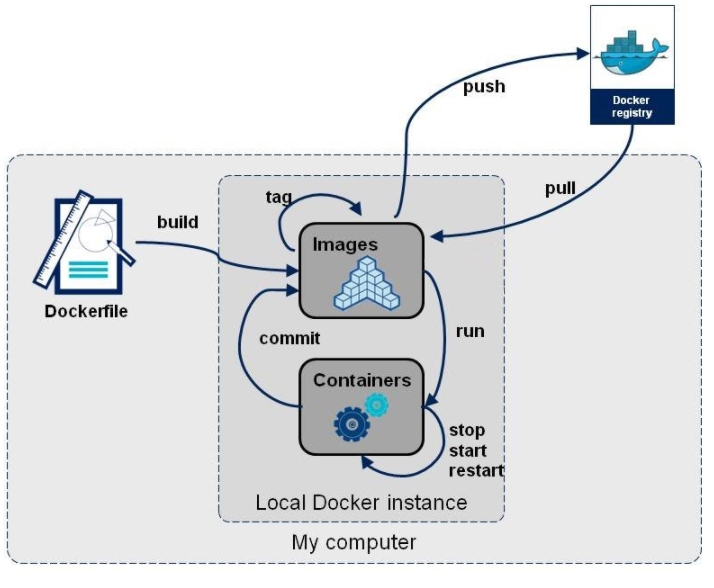 Docker
registry
push
pull
tag
build
Images
Dockerfile
commit
run
Containers
stop
start
restart
Local Docker instance
My computer